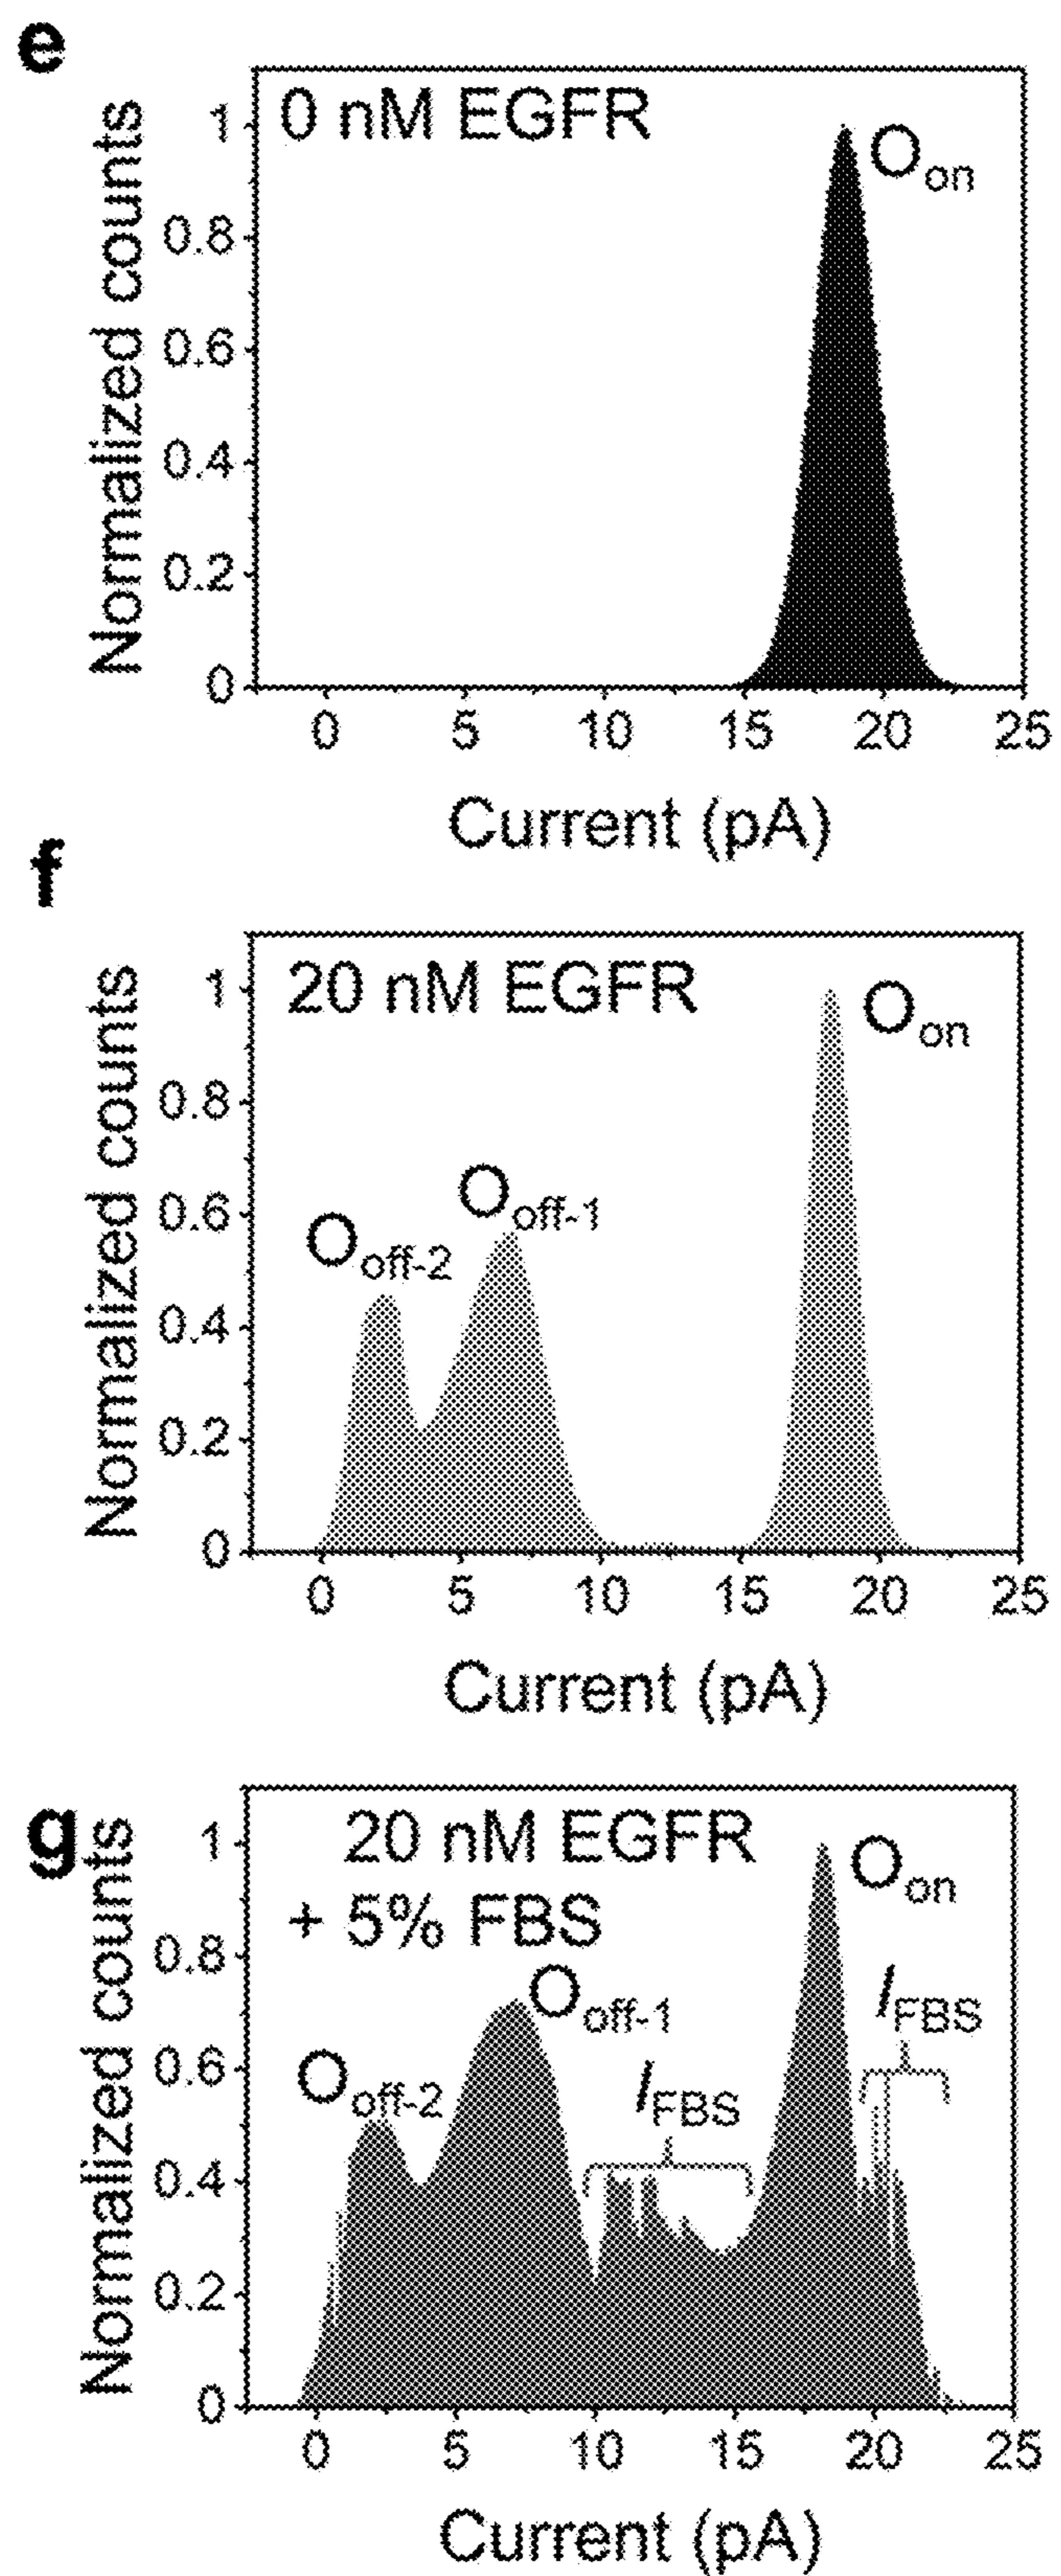 e
0 nM EGFR
Oon
Normalized counts
1
0.8
0.6
0.4
0.2
0
0 5 10 15 20 25
Current (pA)
f
20 nM EGFR
Oon
Ooff-1
Ooff-2
Normalized counts
1
0.8
0.6
0.4
0.2
0
0 5 10 15 20 25
Current (pA)
g
20 nM EGFR
+ 5% FBS
Oon
Ooff-1
IFBS
Ooff-2
IFBS
Normalized counts
1
0.8
0.6
0.4
0.2
0
0 5 10 15 20 25
Current (pA)